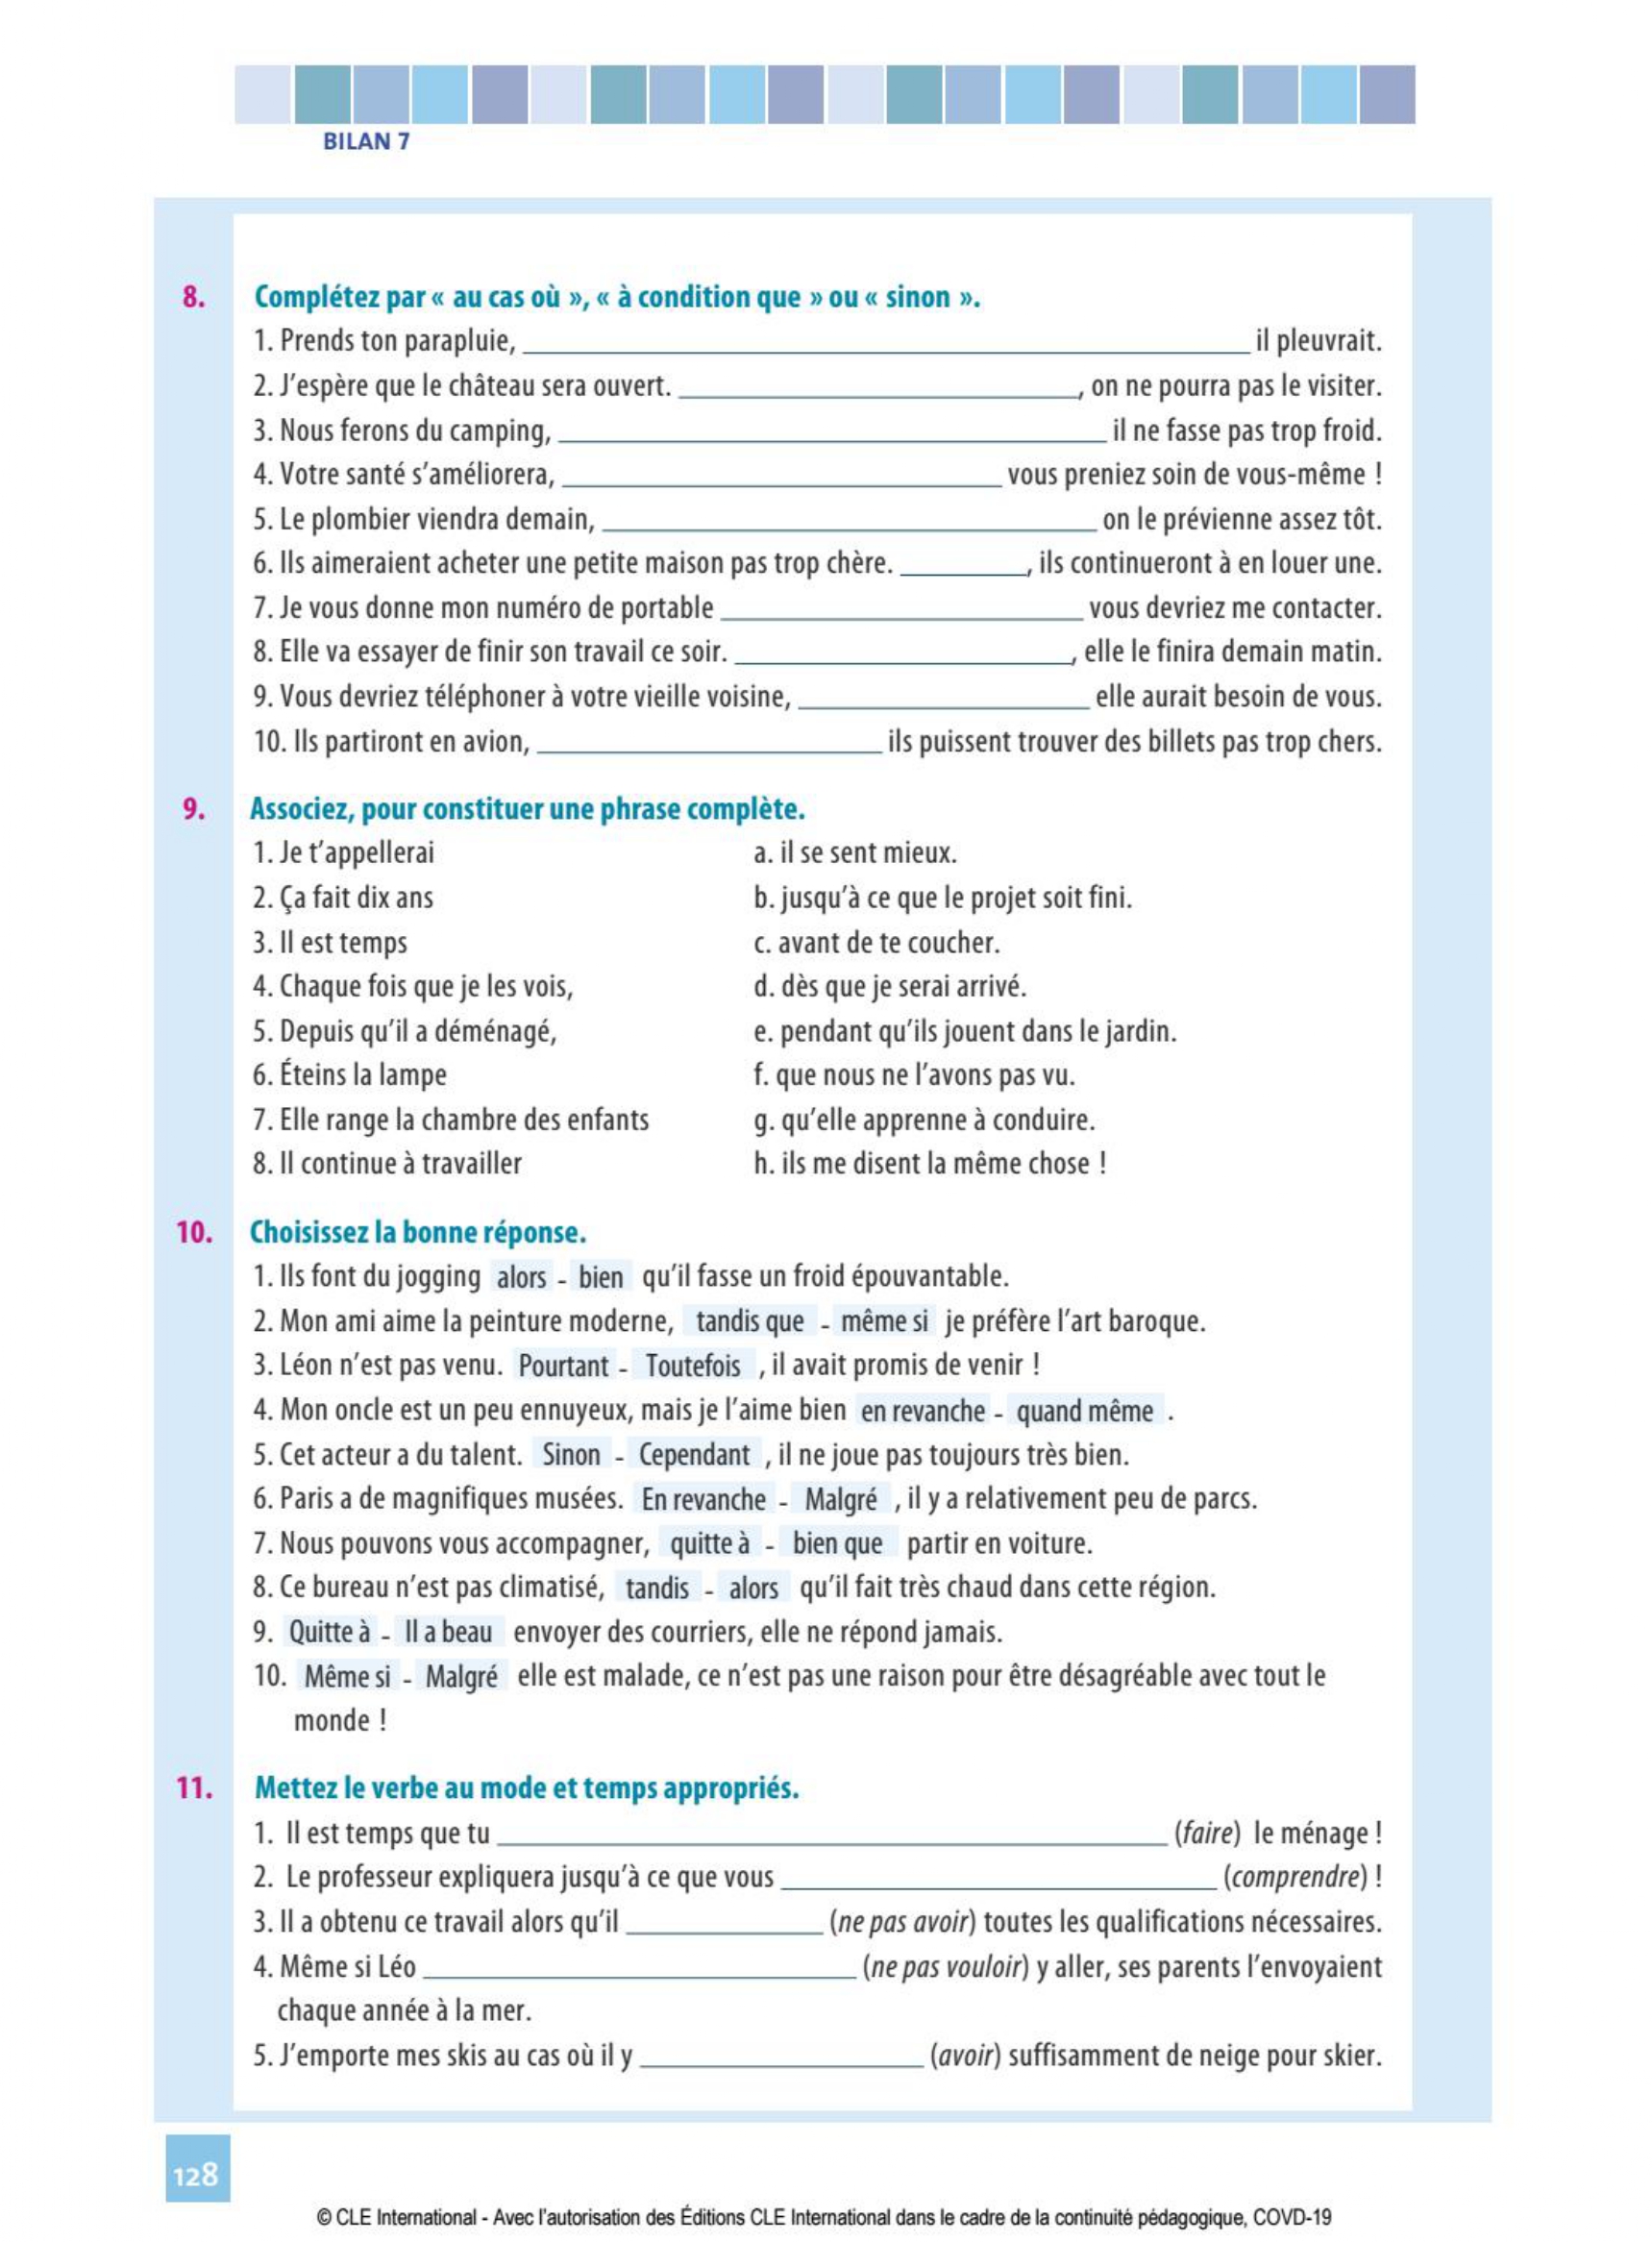 BILAN 7
8. Complétez par « au cas où », « à condition que » ou « sinon ».
1. Prends ton parapluie, ______ il pleuvrait.
2. J'espère que le château sera ouvert. ______, on ne pourra pas le visiter.
3. Nous ferons du camping, ______ il ne fasse pas trop froid.
4. Votre santé s'améliorera, ______ vous preniez soin de vous-même !
5. Le plombier viendra demain, ______ on le prévienne assez tôt.
6. Ils aimeraient acheter une petite maison pas trop chère. ______, ils continueront à en louer une.
7. Je vous donne mon numéro de portable ______ vous devriez me contacter.
8. Elle va essayer de finir son travail ce soir. ______, elle le finira demain matin.
9. Vous devriez téléphoner à votre vieille voisine, ______ elle aurait besoin de vous.
10. Ils partiront en avion, ______ ils puissent trouver des billets pas trop chers.
9. Associez, pour constituer une phrase complète.
1. Je t'appellerai a. il se sent mieux.
2. Ça fait dix ans b. jusqu'à ce que le projet soit fini.
3. Il est temps c. avant de te coucher.
4. Chaque fois que je les vois, d. dès que je serai arrivé.
5. Depuis qu'il a déménagé, e. pendant qu'ils jouent dans le jardin.
6. Éteins la lampe f. que nous ne l'avons pas vu.
7. Elle range la chambre des enfants g. qu'elle apprenne à conduire.
8. Il continue à travailler h. ils me disent la même chose !
10. Choisissez la bonne réponse.
1. Ils font du jogging alors - bien qu'il fasse un froid épouvantable.
2. Mon ami aime la peinture moderne, tandis que - même si je préfère l'art baroque.
3. Léon n'est pas venu. Pourtant - Toutefois , il avait promis de venir !
4. Mon oncle est un peu ennuyeux, mais je l'aime bien en revanche - quand même .
5. Cet acteur a du talent. Sinon - Cependant , il ne joue pas toujours très bien.
6. Paris a de magnifiques musées. En revanche - Malgré , il y a relativement peu de parcs.
7. Nous pouvons vous accompagner, quitte à - bien que partir en voiture.
8. Ce bureau n'est pas climatisé, tandis - alors qu'il fait très chaud dans cette région.
9. Quitte à - Il a beau envoyer des courriers, elle ne répond jamais.
10. Même si - Malgré elle est malade, ce n'est pas une raison pour être désagréable avec tout le
monde !
11. Mettez le verbe au mode et temps appropriés.
1. Il est temps que tu ______ (faire) le ménage !
2. Le professeur expliquera jusqu'à ce que vous ______ (comprendre) !
3. Il a obtenu ce travail alors qu'il ______ (ne pas avoir) toutes les qualifications nécessaires.
4. Même si Léo ______ (ne pas vouloir) y aller, ses parents l'envoyaient
chaque année à la mer.
5. J'emporte mes skis au cas où il y ______ (avoir) suffisamment de neige pour skier.
128
© CLE International - Avec l'autorisation des Éditions CLE International dans le cadre de la continuité pédagogique, COVD-19